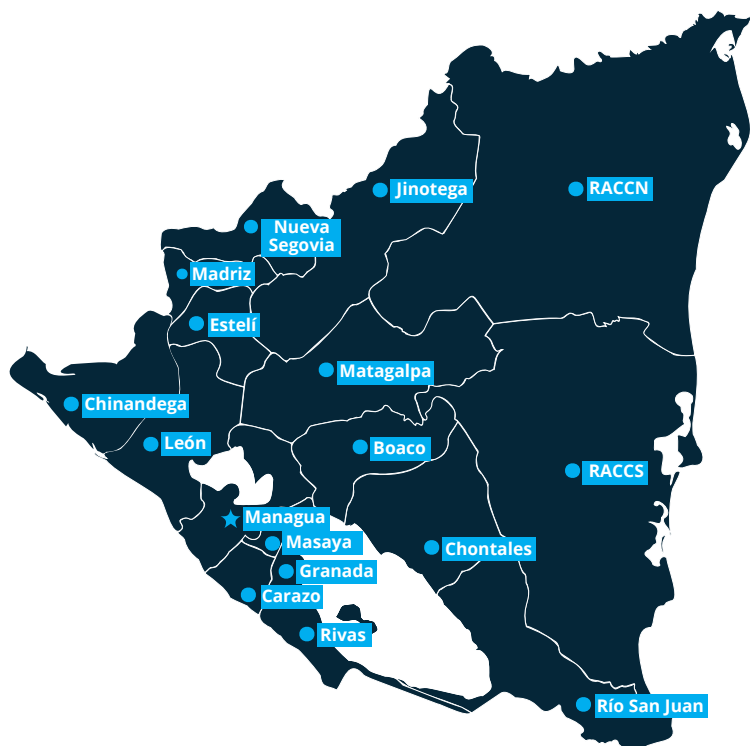 Jinotega
RACCN
Nueva
Segovia
Madriz
Estelí
Matagalpa
Chinandega
León
Boaco
RACCS
Managua
Masaya
Chontales
Granada
Carazo
Rivas
Río San Juan